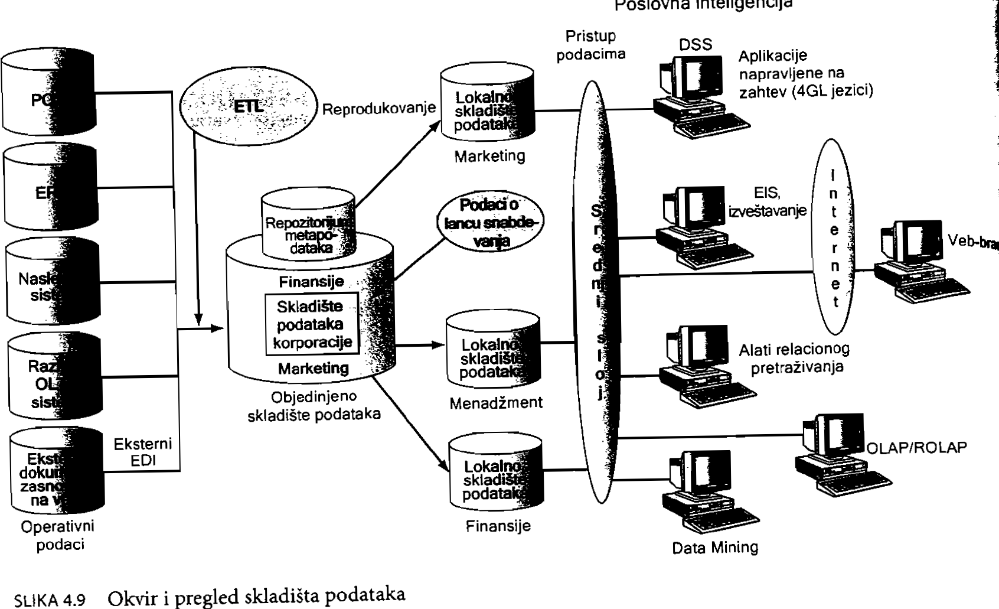 Poslovna inteligencija
Pristup
podacima
DSS
Aplikacije
napravljene na
zahtev (4GL jezici)
ETL
Reprodukovanje
Lokalno
skladište
podataka
Marketing
EIS,
izveštavanje
Internet
Repozitorijum
metapo-
dataka
Podaci o
lancu snabde-
vanja
Srednji sloj
Finansije
Skladište
podataka
korporacije
Marketing
Objedinjeno
skladište podataka
Lokalno
skladište
podataka
Menadžment
Alati relacionog
pretraživanja
OL
na
Eksterni
EDI
Operativni
podaci
Lokalno
skladište
podataka
Finansije
OLAP/ROLAP
Data Mining
SLIKA 4.9 Okvir i pregled skladišta podataka